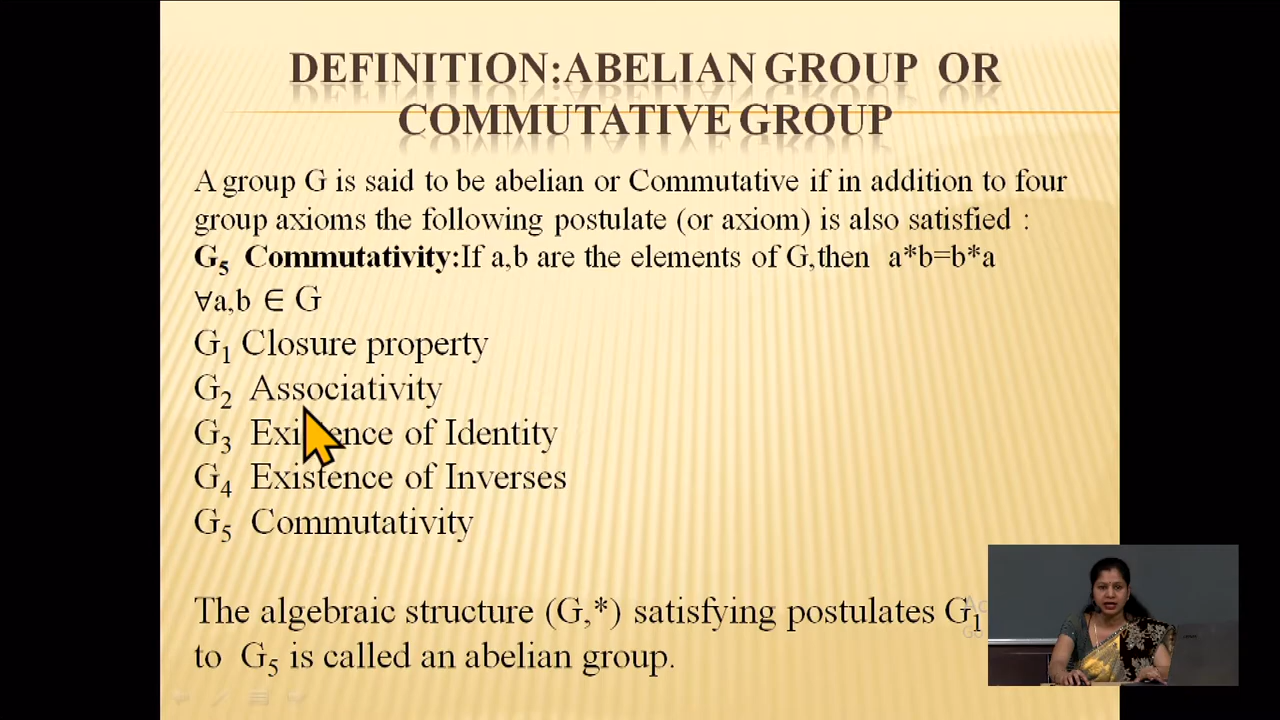 DEFINITION:ABELIAN GROUP OR
COMMUTATIVE GROUP
A group G is said to be abelian or Commutative if in addition to four
group axioms the following postulate (or axiom) is also satisfied :
G₅ Commutativity:If a,b are the elements of G,then a*b=b*a
∀a,b ∈ G
G₁ Closure property
G₂ Associativity
G₃ Existence of Identity
G₄ Existence of Inverses
G₅ Commutativity
The algebraic structure (G,*) satisfying postulates G₁
to G₅ is called an abelian group.